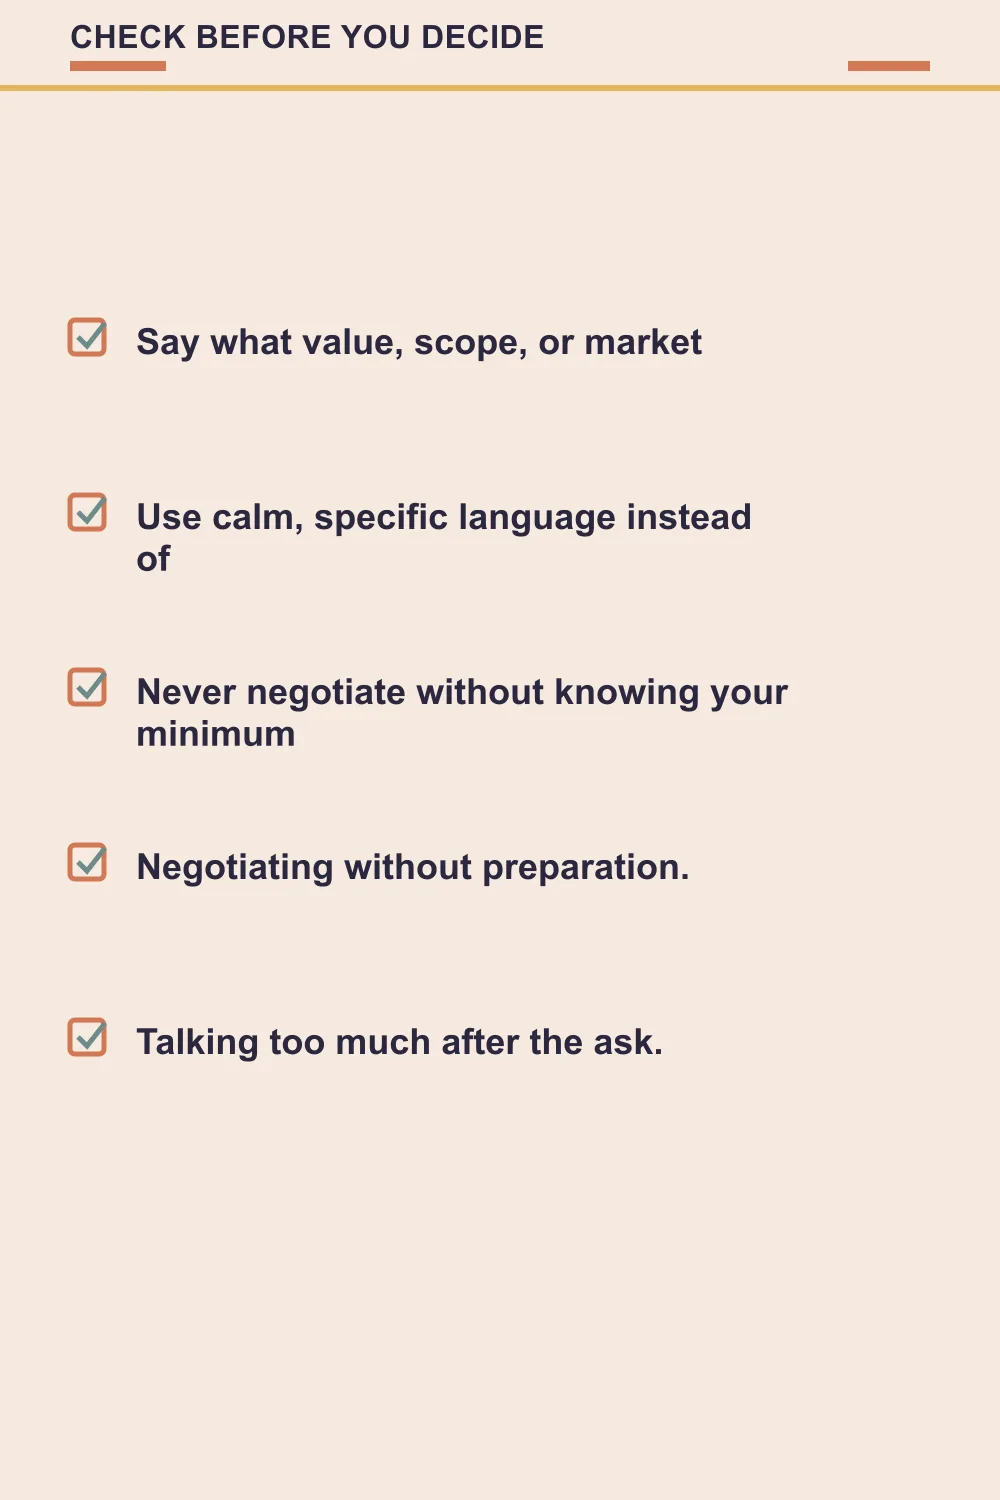 CHECK BEFORE YOU DECIDE
Say what value, scope, or market
Use calm, specific language instead
of
Never negotiate without knowing your
minimum
Negotiating without preparation.
Talking too much after the ask.